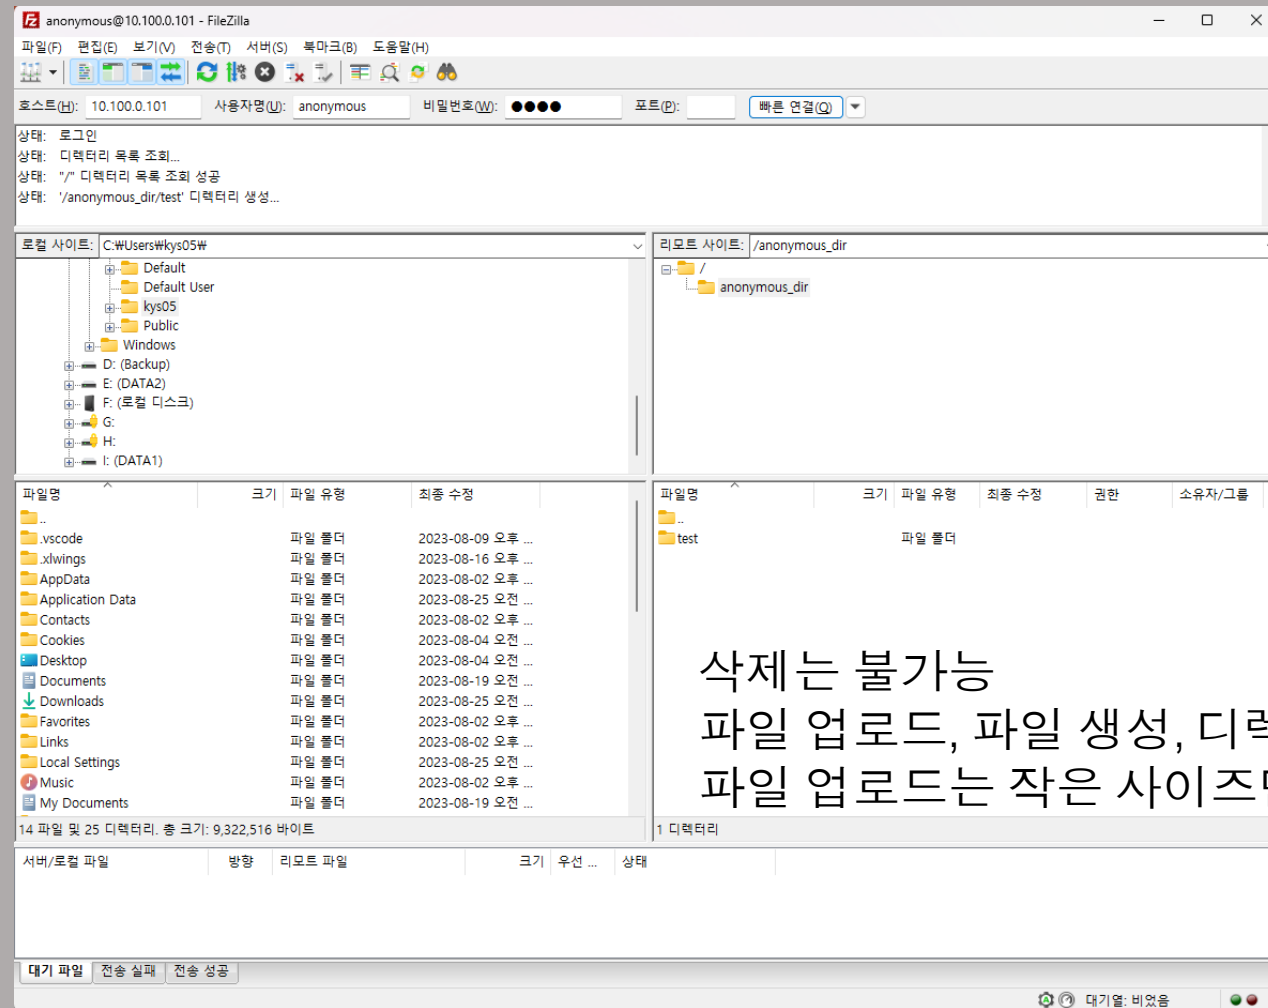 anonymous@10.100.0.101 - FileZilla
파일(F) 편집(E) 보기(V) 전송(T) 서버(S) 북마크(B) 도움말(H)
호스트(H): 10.100.0.101 사용자명(U): anonymous 비밀번호(W): ●●●● 포트(P): 빠른 연결(Q)
상태: 로그인
상태: 디렉터리 목록 조회...
상태: "/" 디렉터리 목록 조회 성공
상태: '/anonymous_dir/test' 디렉터리 생성...
로컬 사이트: C:₩Users₩kys05₩
Default
Default User
kys05
Public
Windows
D: (Backup)
E: (DATA2)
F: (로컬 디스크)
G:
H:
I: (DATA1)
리모트 사이트: /anonymous_dir
/
anonymous_dir
파일명 크기 파일 유형 최종 수정
..
.vscode 파일 폴더 2023-08-09 오후 ...
.xlwings 파일 폴더 2023-08-16 오후 ...
AppData 파일 폴더 2023-08-02 오후 ...
Application Data 파일 폴더 2023-08-25 오전 ...
Contacts 파일 폴더 2023-08-02 오후 ...
Cookies 파일 폴더 2023-08-04 오전 ...
Desktop 파일 폴더 2023-08-04 오전 ...
Documents 파일 폴더 2023-08-19 오전 ...
Downloads 파일 폴더 2023-08-25 오전 ...
Favorites 파일 폴더 2023-08-02 오후 ...
Links 파일 폴더 2023-08-02 오후 ...
Local Settings 파일 폴더 2023-08-25 오전 ...
Music 파일 폴더 2023-08-02 오후 ...
My Documents 파일 폴더 2023-08-19 오전 ...
14 파일 및 25 디렉터리. 총 크기: 9,322,516 바이트
파일명 크기 파일 유형 최종 수정 권한 소유자/그룹
..
test 파일 폴더
삭제는 불가능
파일 업로드, 파일 생성,
파일 업로드는 작은
1 디렉터리
서버/로컬 파일 방향 리모트 파일 크기 우선 ... 상태
대기 파일 전송 실패 전송 성공
대기열: 비었음